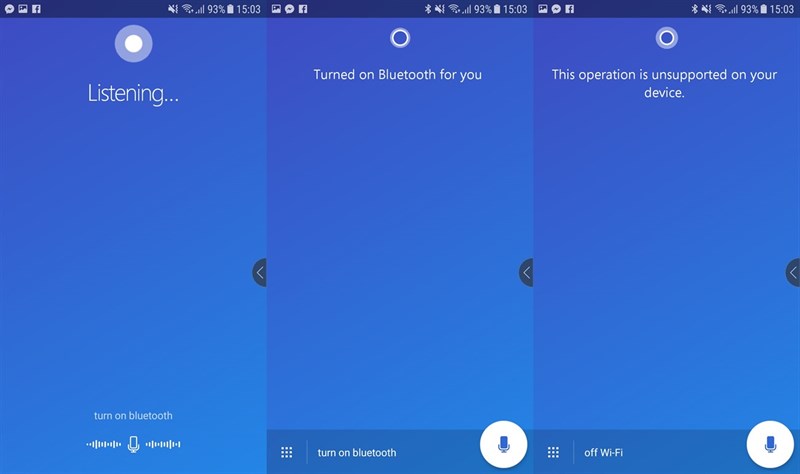 93% 15:03
Listening...
turn on bluetooth
93% 15:03
Turned on Bluetooth for you
turn on bluetooth
93% 15:03
This operation is unsupported on your
device.
off Wi-Fi